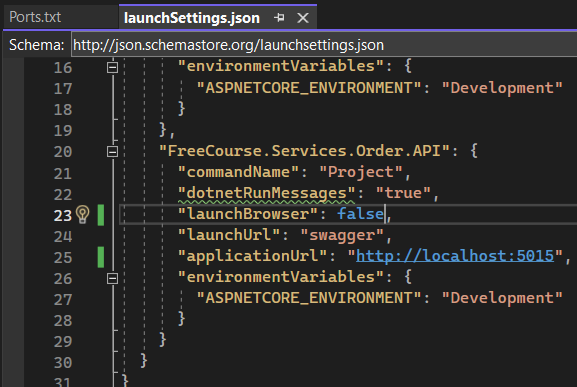 Ports.txt launchSettings.json
Schema: http://json.schemastore.org/launchsettings.json
16 "environmentVariables": {
17 "ASPNETCORE_ENVIRONMENT": "Development"
18 }
19 },
20 "FreeCourse.Services.Order.API": {
21 "commandName": "Project",
22 "dotnetRunMessages": "true",
23 "launchBrowser": false,
24 "launchUrl": "swagger",
25 "applicationUrl": "http://localhost:5015",
26 "environmentVariables": {
27 "ASPNETCORE_ENVIRONMENT": "Development"
28 }
29 }
30 }
31 }